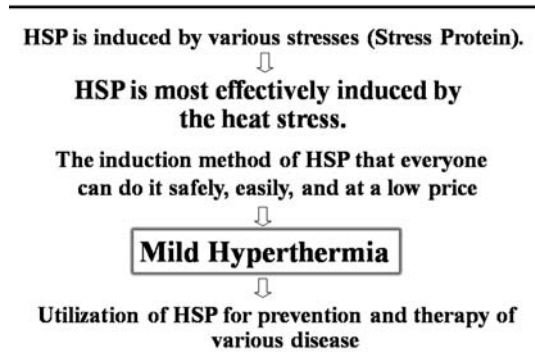 HSP is induced by various stresses (Stress Protein).
HSP is most effectively induced by
the heat stress.
The induction method of HSP that everyone
can do it safely, easily, and at a low price
Mild Hyperthermia
Utilization of HSP for prevention and therapy of
various disease